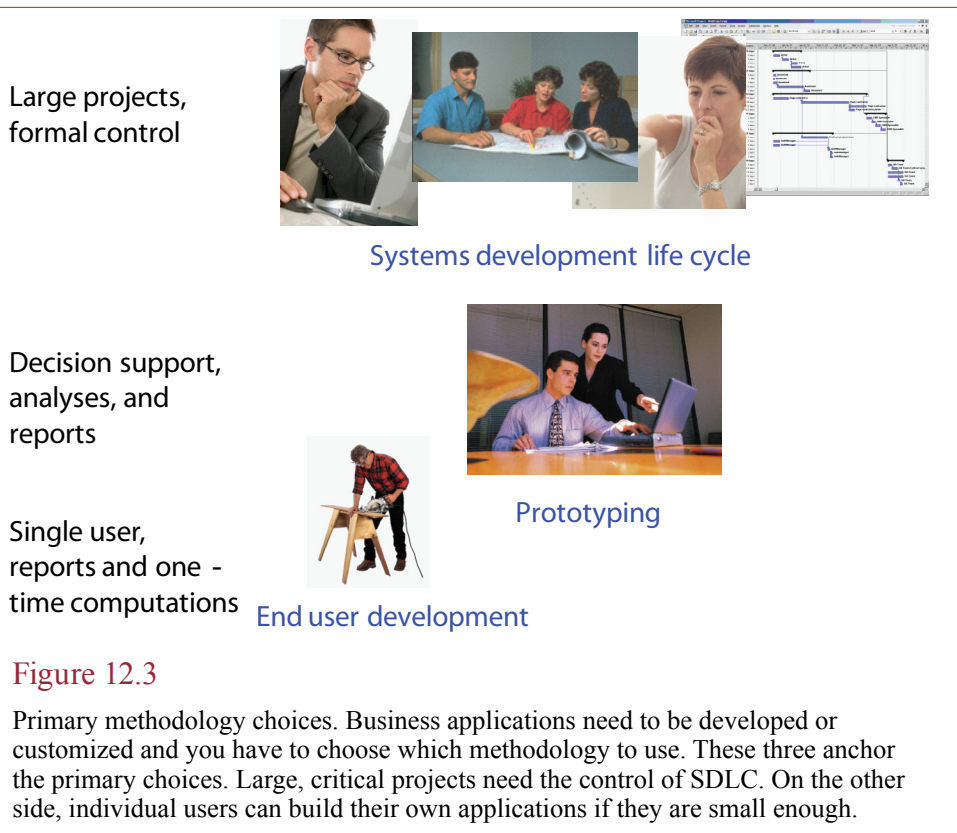 Large projects,
formal control
Systems development life cycle
Decision support,
analyses, and
reports
Prototyping
Single user,
reports and one -
time computations
End user development
Figure 12.3
Primary methodology choices. Business applications need to be developed or
customized and you have to choose which methodology to use. These three anchor
the primary choices. Large, critical projects need the control of SDLC. On the other
side, individual users can build their own applications if they are small enough.